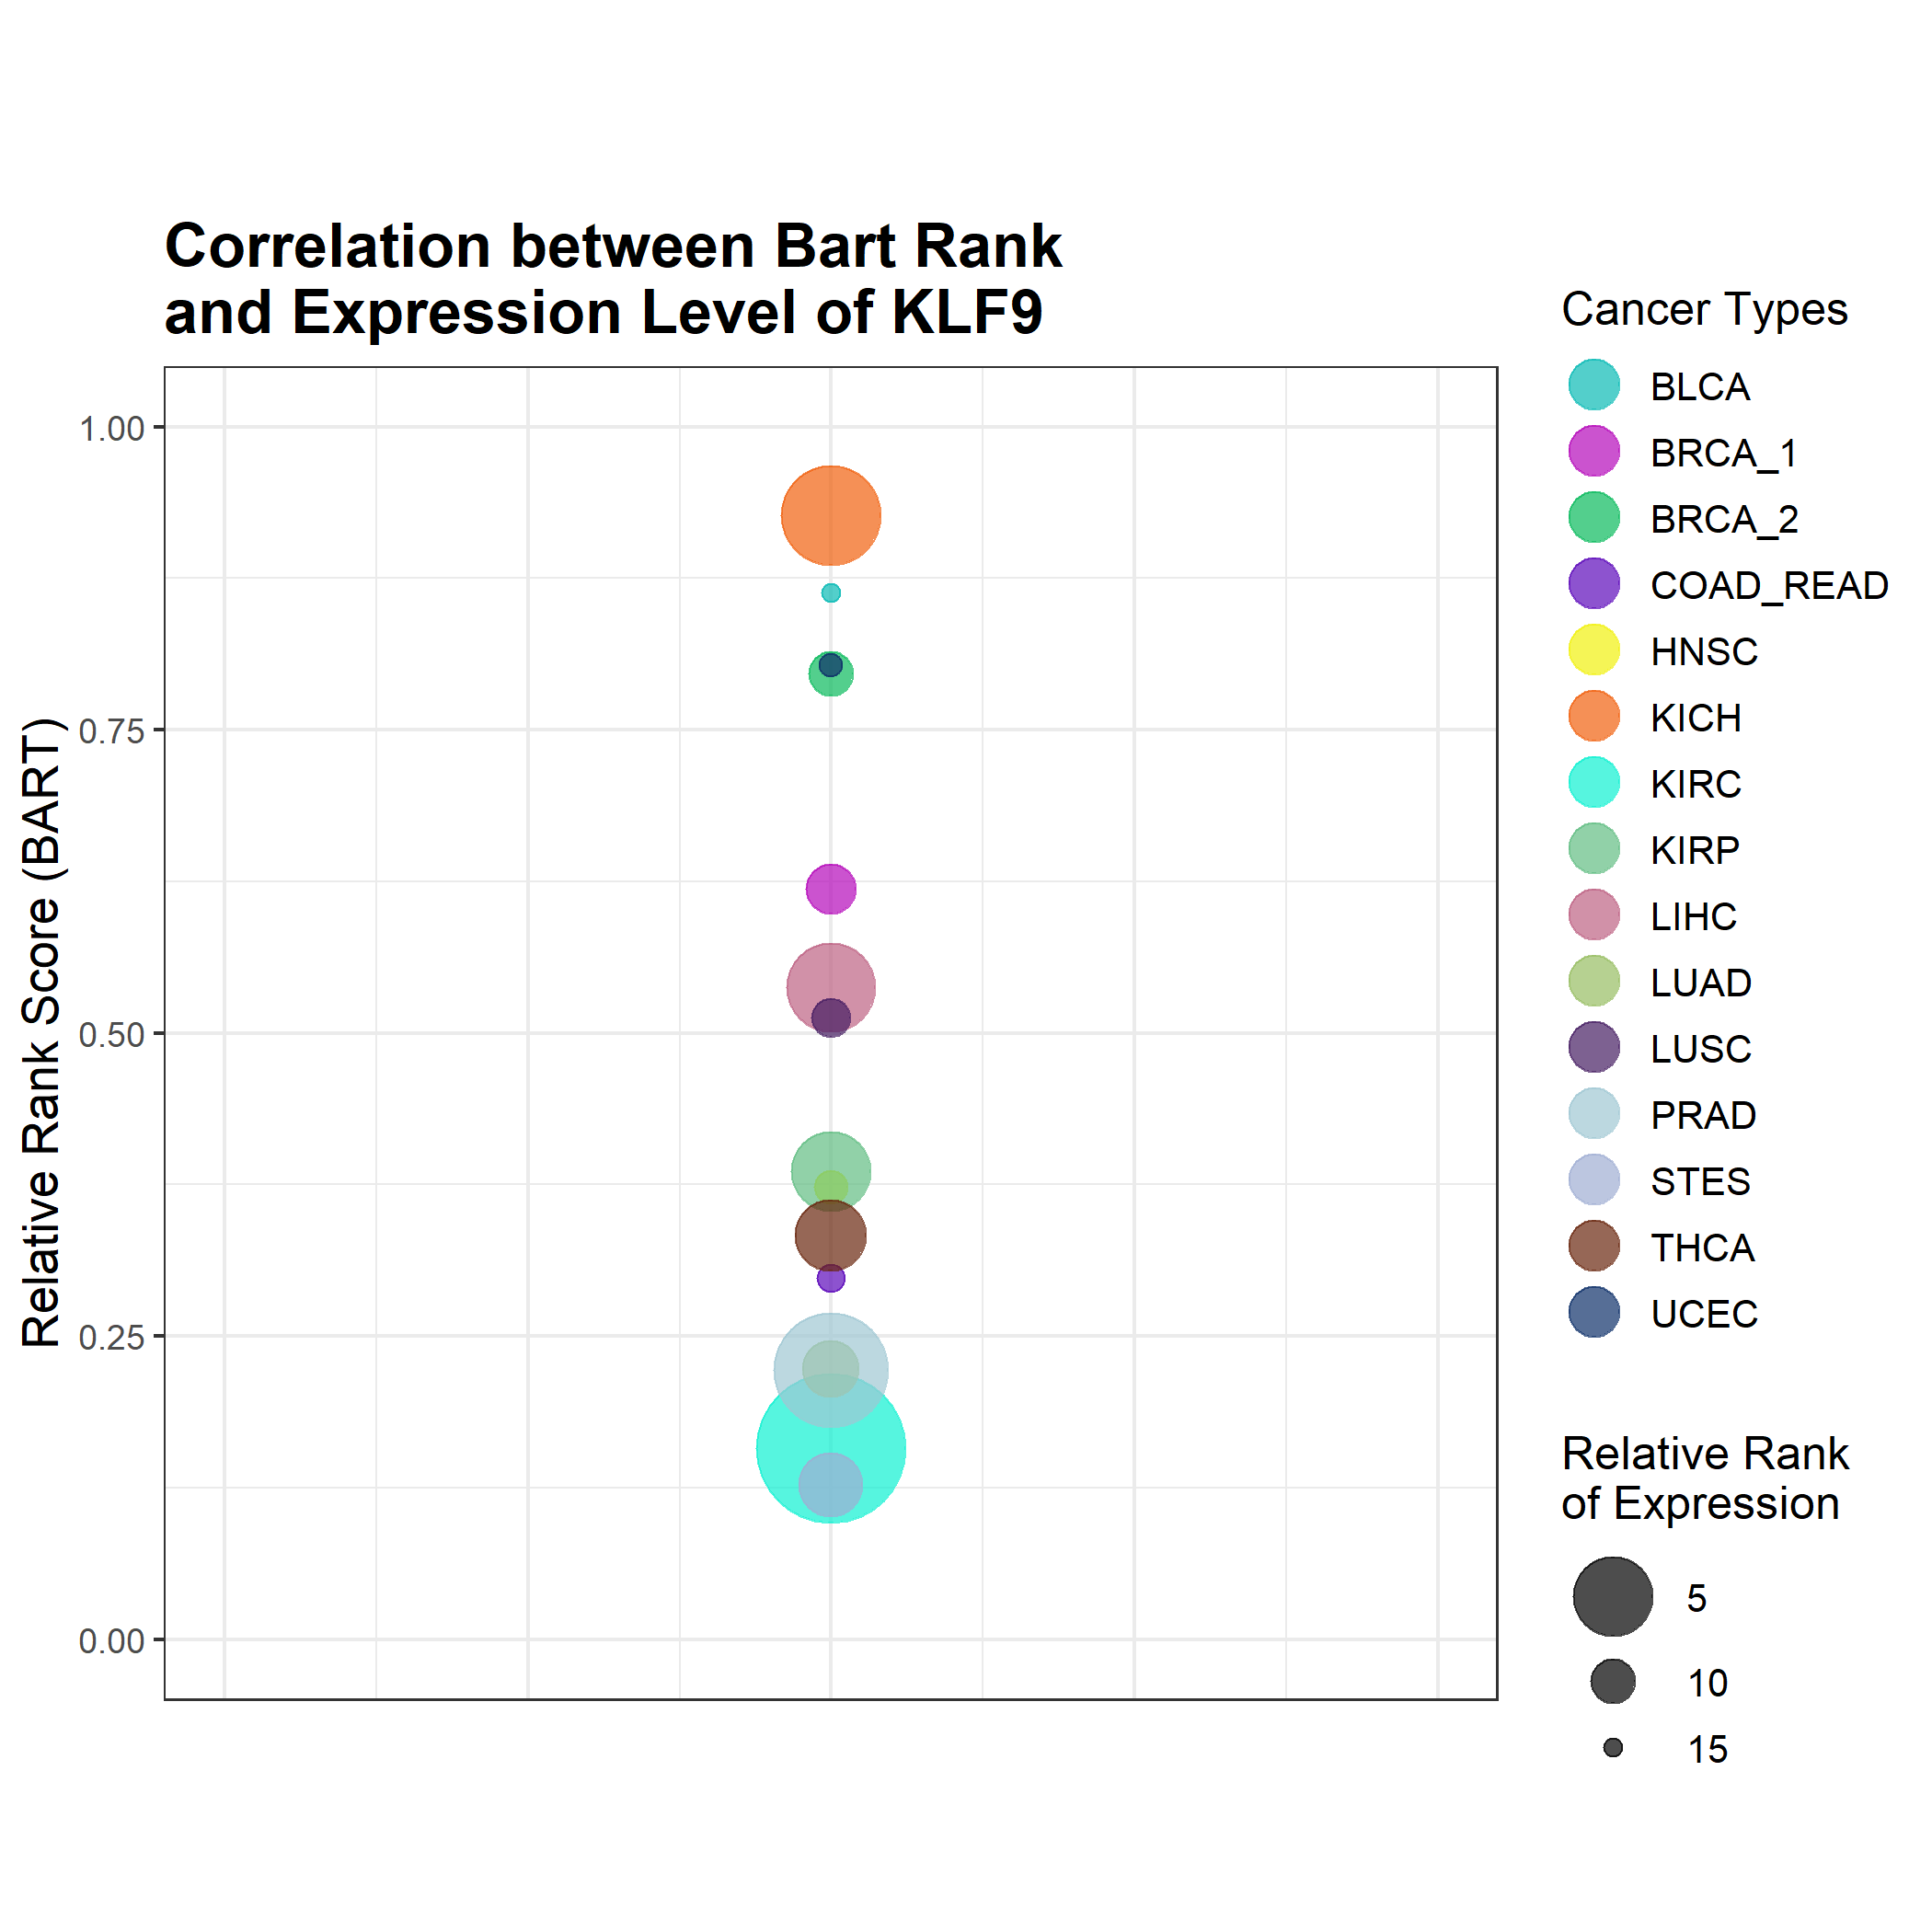 Correlation between Bart Rank
and Expression Level of KLF9
Relative Rank Score (BART)
1.00
0.75
0.50
0.25
0.00
Cancer Types
BLCA
BRCA_1
BRCA_2
COAD_READ
HNSC
KICH
KIRC
KIRP
LIHC
LUAD
LUSC
PRAD
STES
THCA
UCEC
Relative Rank
of Expression
5
10
15